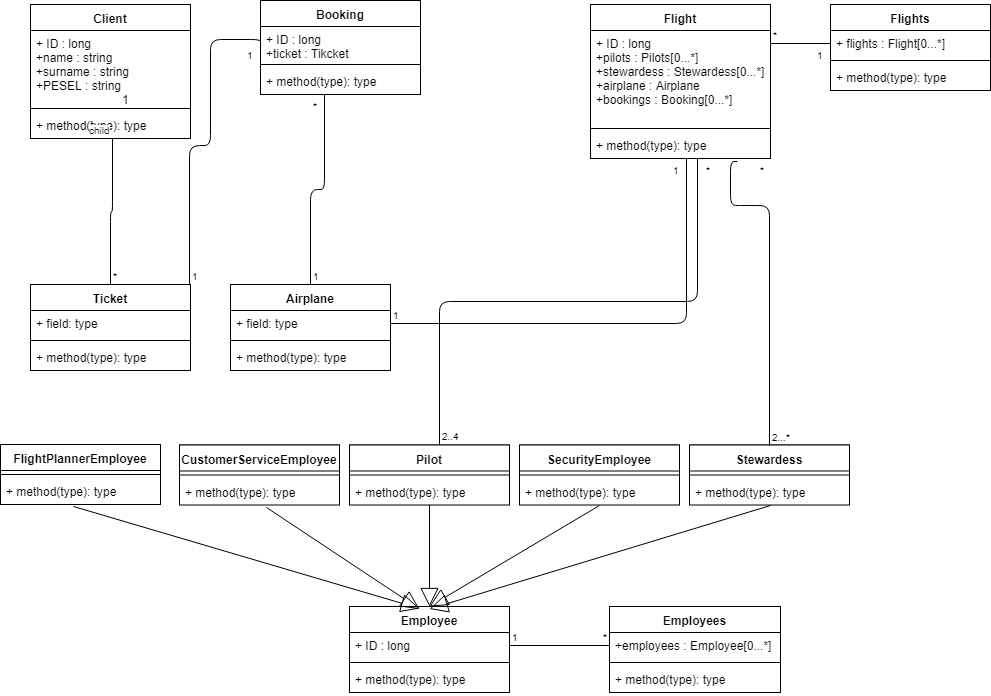 Client
+ ID : long
+name : string
+surname : string
+PESEL : string
1
+ method(type): type
child
*
Booking
+ ID : long
+ticket : Tikcket
+ method(type): type
1
*
Flight
+ ID : long
+pilots : Pilots[0...*]
+stewardess : Stewardess[0...*]
+airplane : Airplane
+bookings : Booking[0...*]
+ method(type): type
*
1
Flights
+ flights : Flight[0...*]
+ method(type): type
1
*
*
1
1
Ticket
+ field: type
+ method(type): type
Airplane
+ field: type
+ method(type): type
1
2..4
2...*
FlightPlannerEmployee
+ method(type): type
CustomerServiceEmployee
+ method(type): type
Pilot
+ method(type): type
SecurityEmployee
+ method(type): type
Stewardess
+ method(type): type
Employee
+ ID : long
+ method(type): type
1
*
Employees
+employees : Employee[0...*]
+ method(type): type